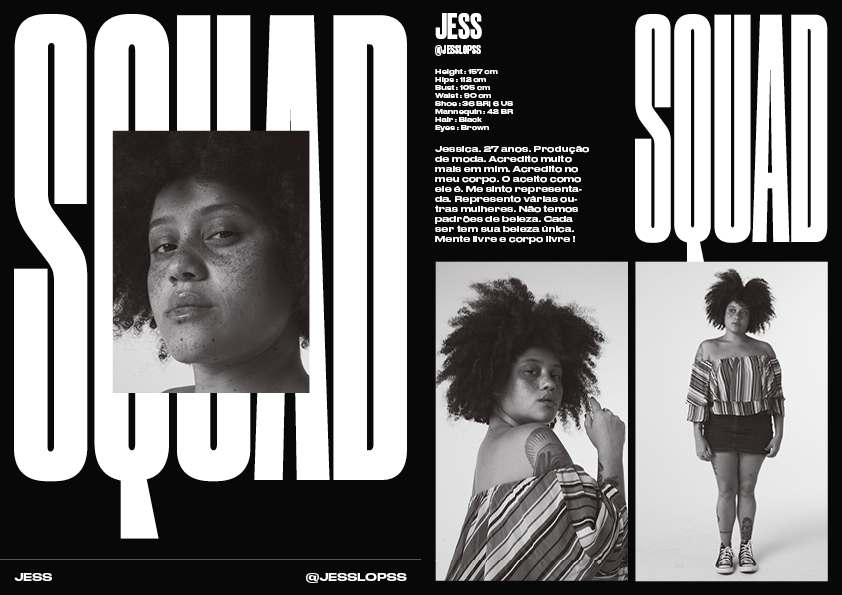 SQUAD
JESS
@JESSLOPSS
JESS
@JESSLOPSS
Height : 157 cm
Hips : 112 cm
Bust : 105 cm
Waist : 90 cm
Shoe : 36 BR| 6 US
Mannequin : 42 BR
Hair : Black
Eyes : Brown
Jessica. 27 anos. Produção
de moda. Acredito muito
mais em mim. Acredito no
meu corpo. O aceito como
ele é. Me sinto representa-
da. Represento várias ou-
tras mulheres. Não temos
padrões de beleza. Cada
ser tem sua beleza única.
Mente livre e corpo livre !
SQUAD